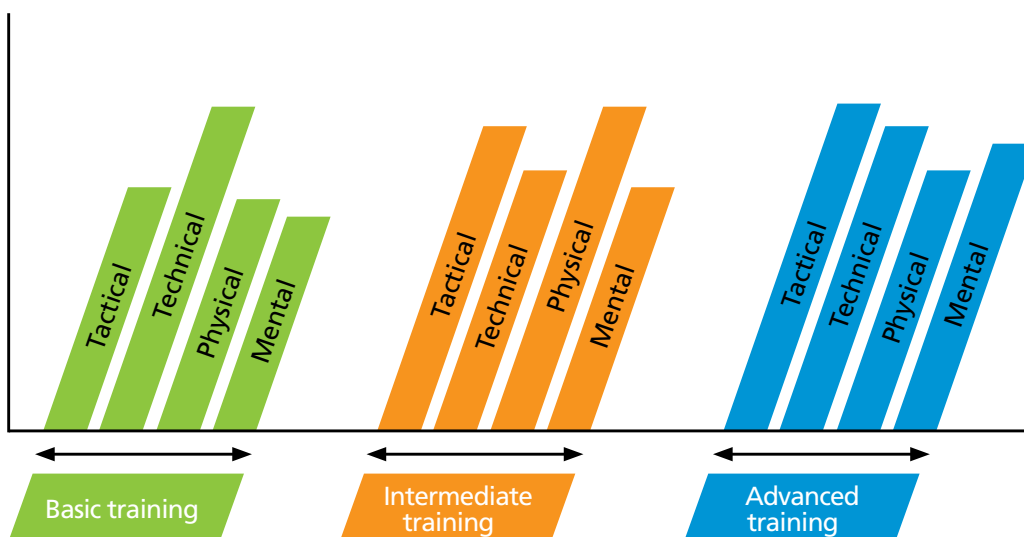 Tactical
Technical
Physical
Mental
Tactical
Technical
Physical
Mental
Tactical
Technical
Physical
Mental
Basic training
Intermediate
training
Advanced
training